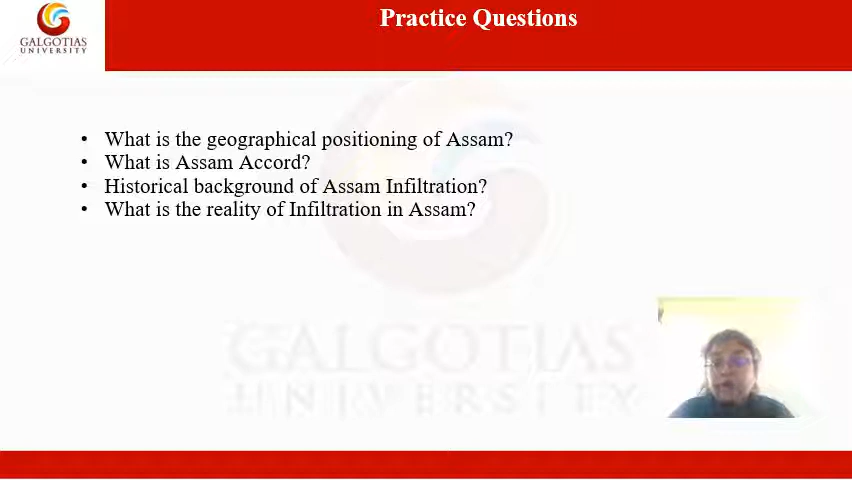 Practice Questions
GALGOTIAS
UNIVERSITY
• What is the geographical positioning of Assam?
• What is Assam Accord?
• Historical background of Assam Infiltration?
• What is the reality of Infiltration in Assam?
GALGOTIAS
UNIVERSITY